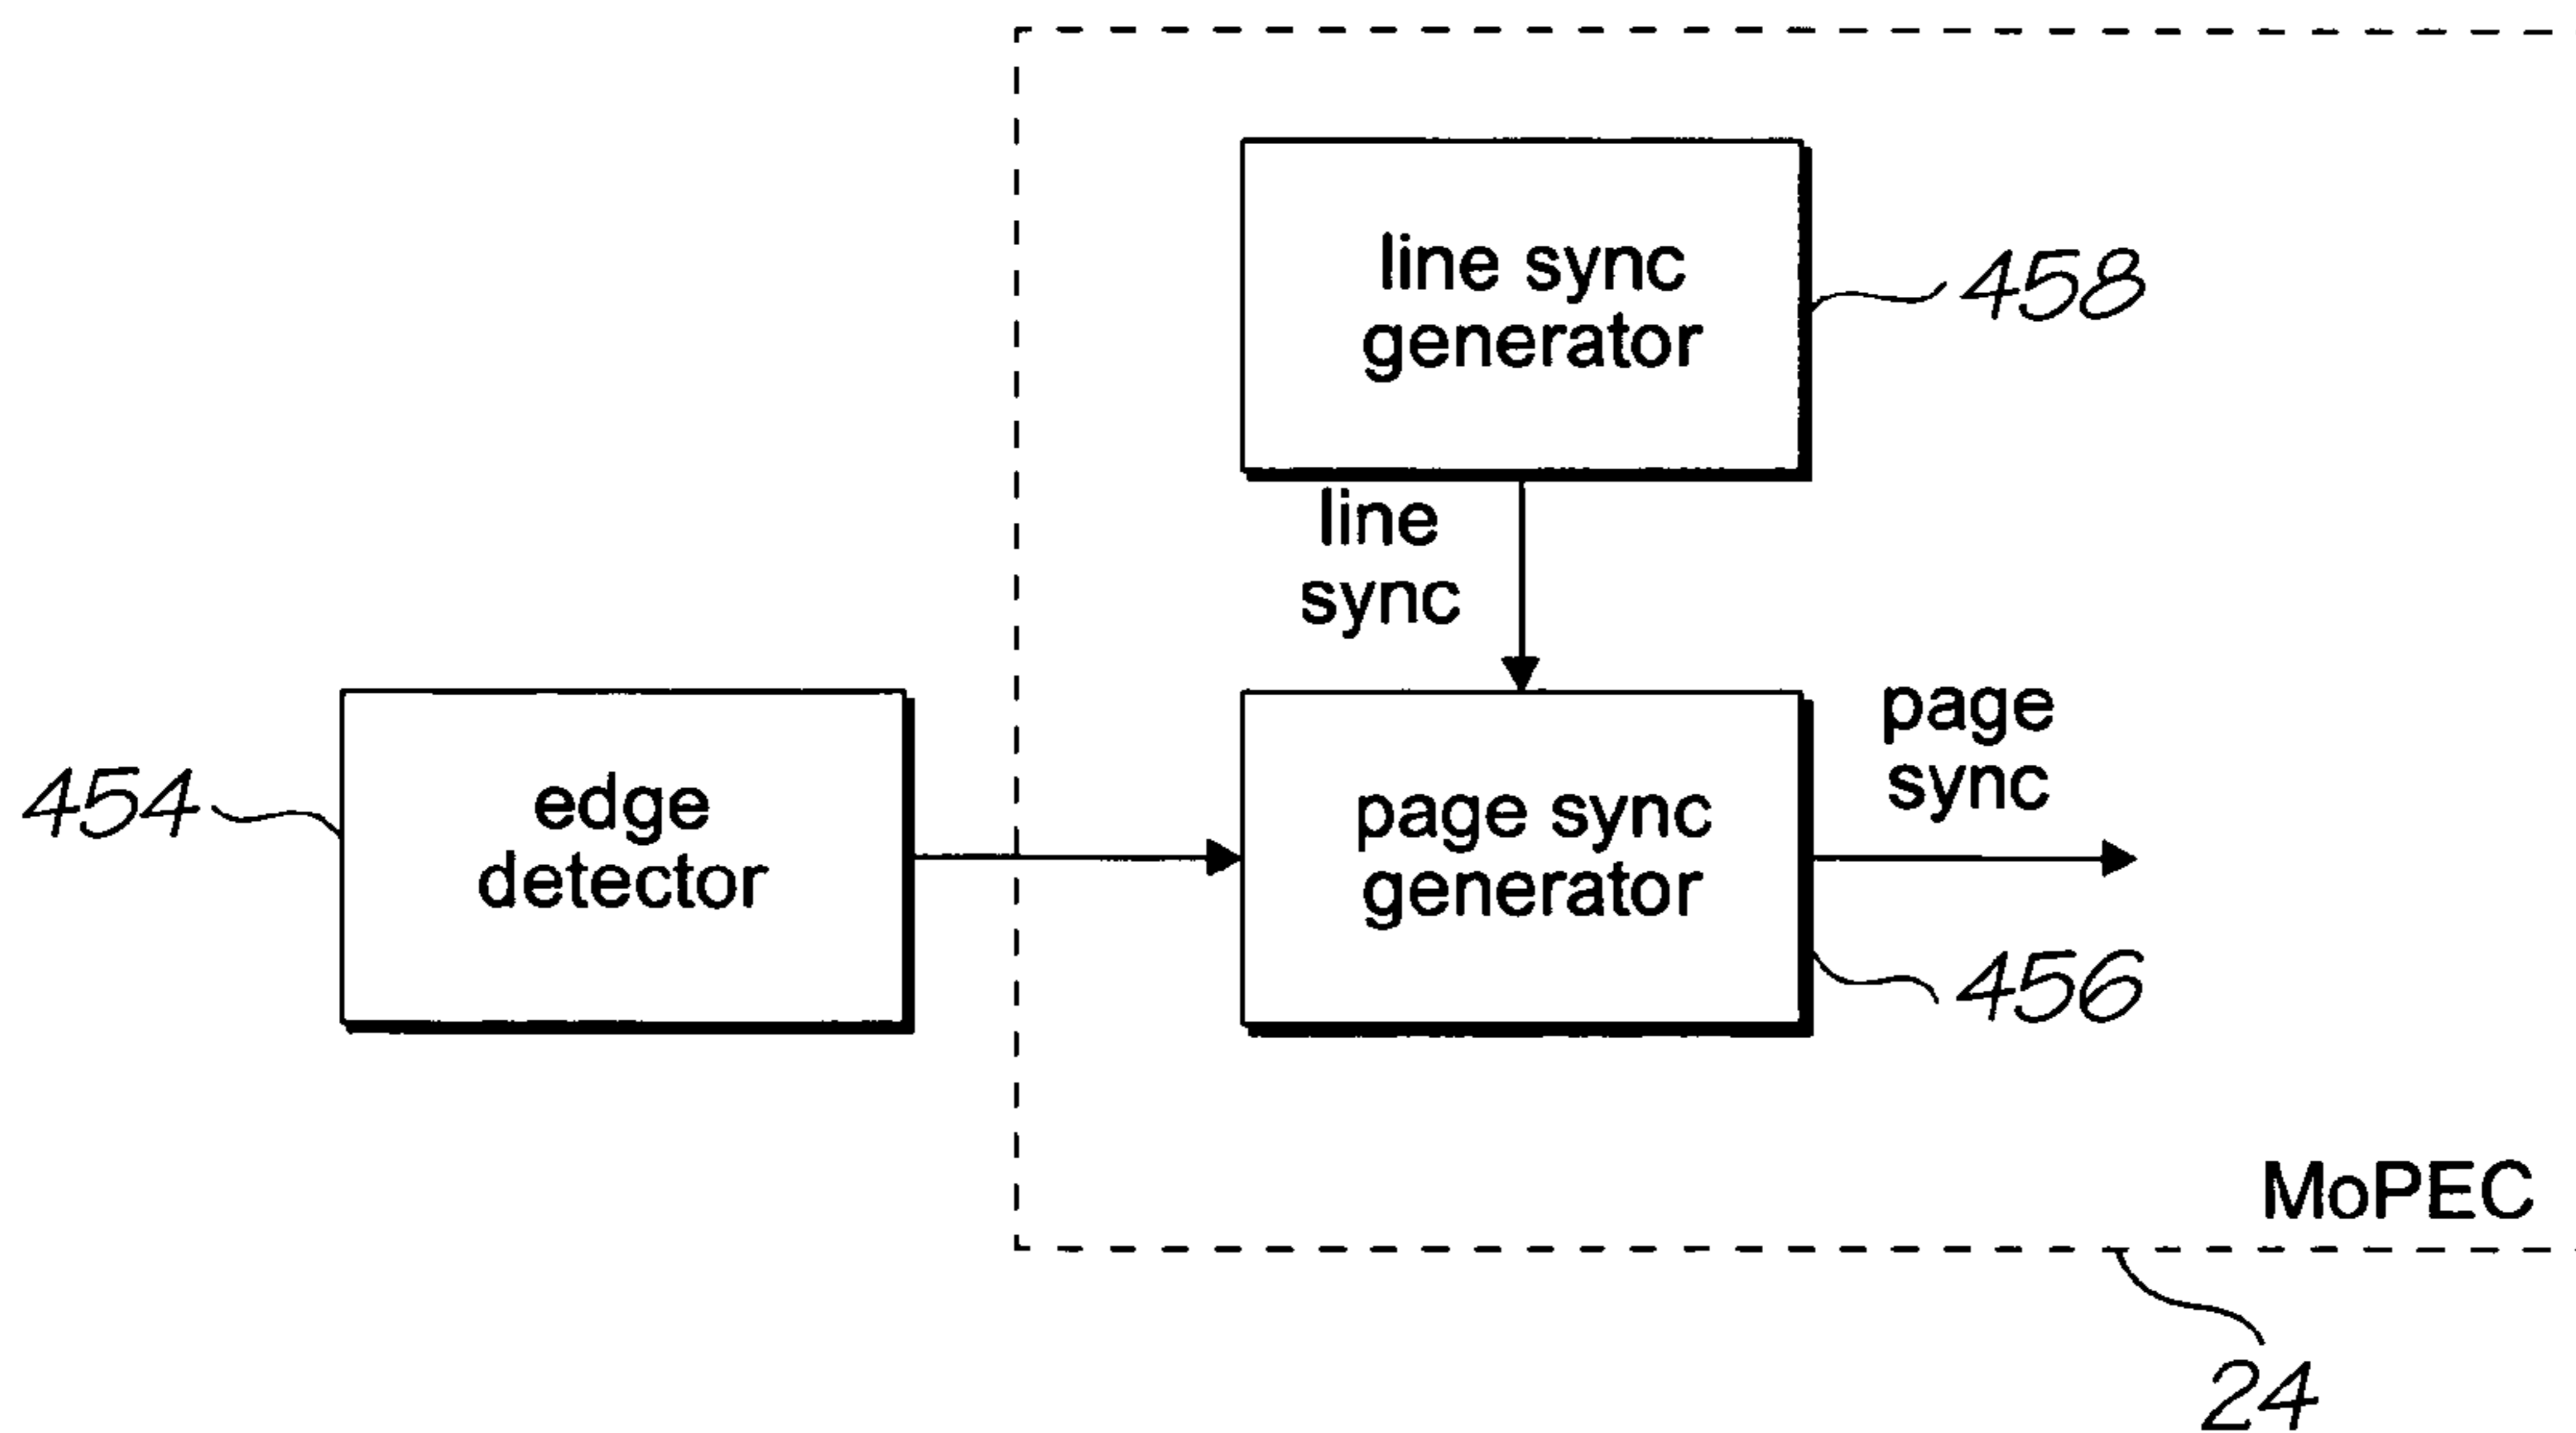 line sync
generator
458
line
sync
page
sync
454
edge
detector
page sync
generator
456
MoPEC
24